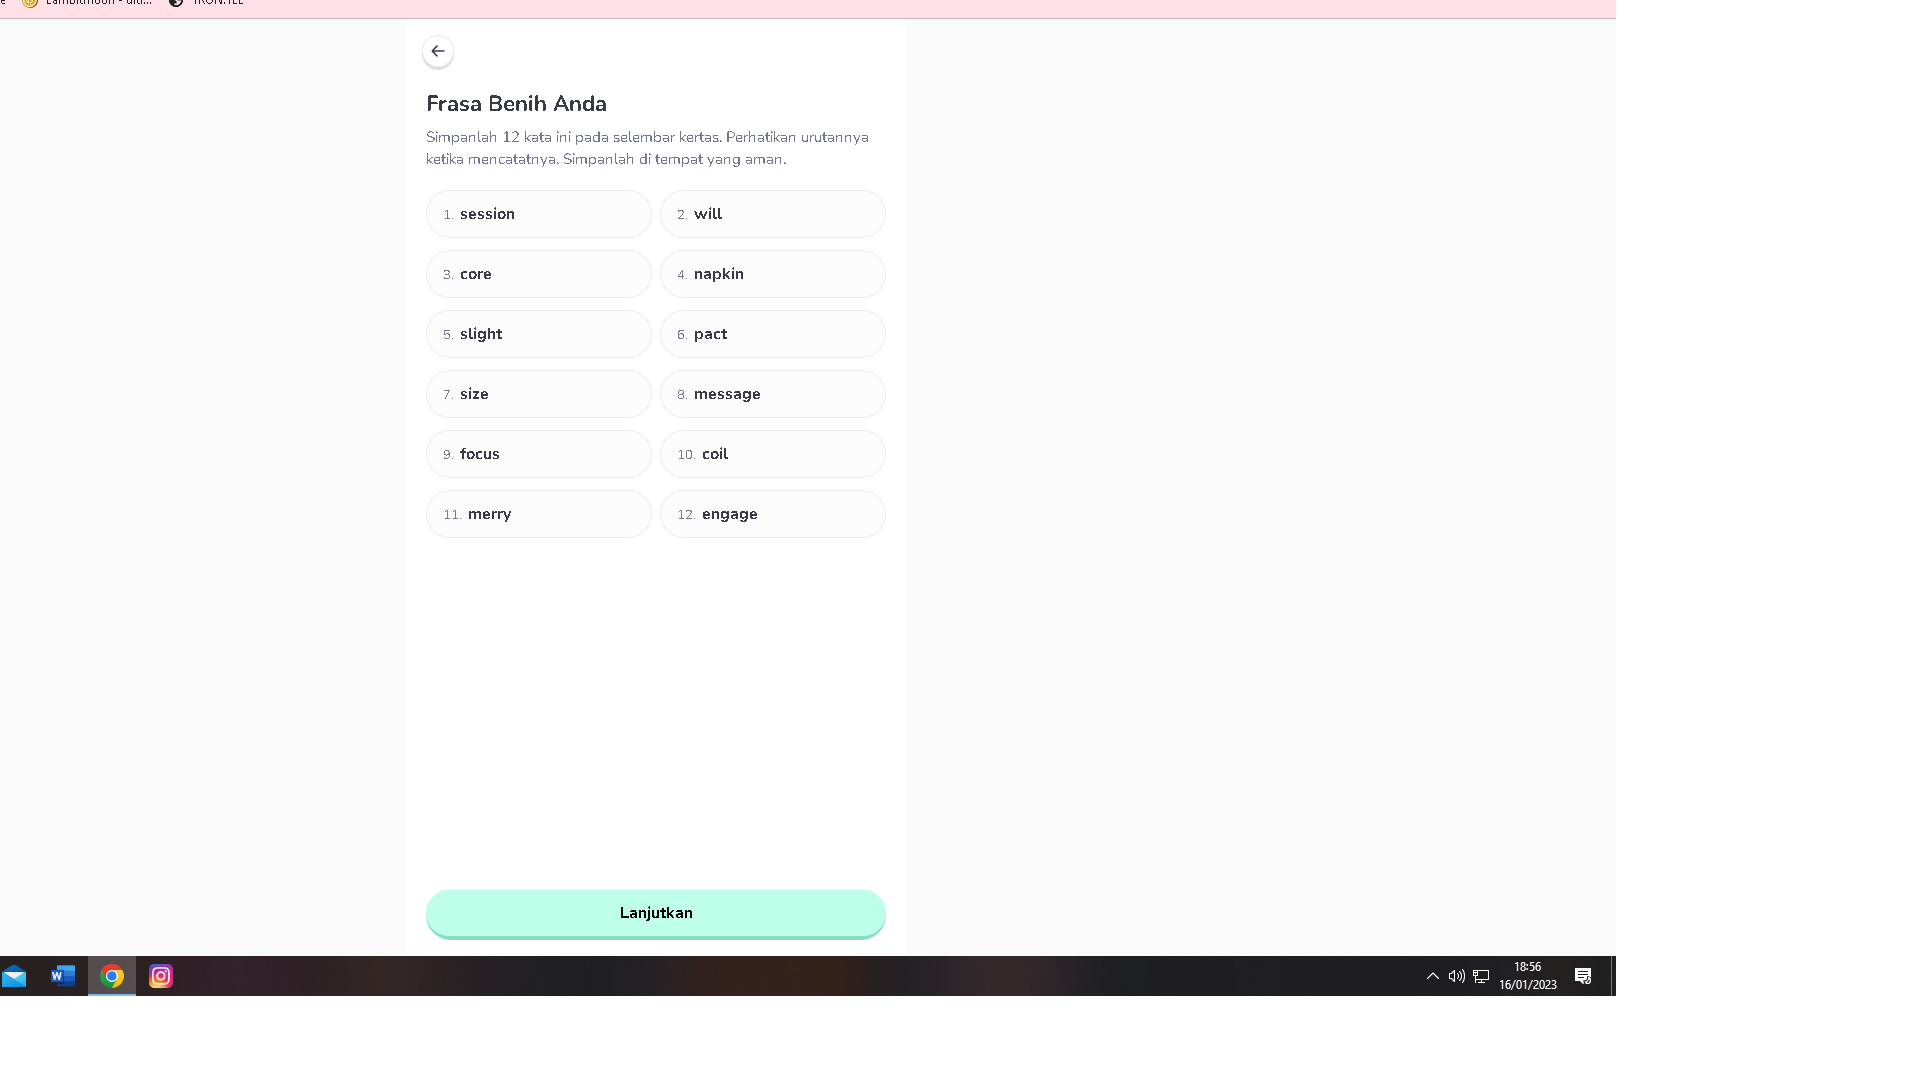 Frasa Benih Anda
Simpanlah 12 kata ini pada selembar kertas. Perhatikan urutannya
ketika mencatatnya. Simpanlah di tempat yang aman.
1. session
2. will
3. core
4. napkin
5. slight
6. pact
7. size
8. message
9. focus
10. coil
11. merry
12. engage
Lanjutkan
18:56
16/01/2023